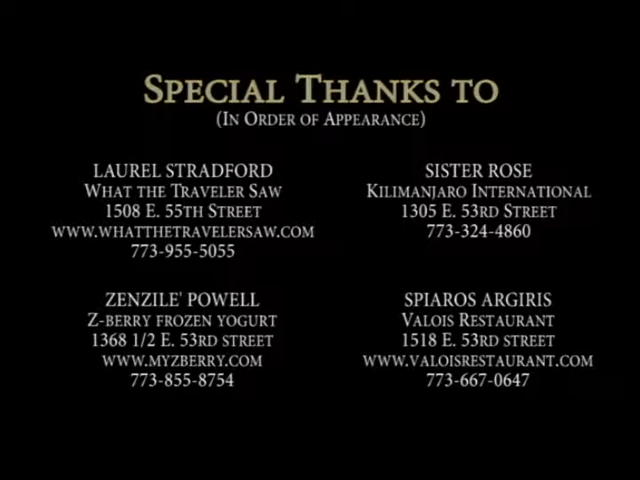 SPECIAL THANKS TO
(IN ORDER OF APPEARANCE)
LAUREL STRADFORD
WHAT THE TRAVELER SAW
1508 E. 55TH STREET
WWW.WHATTHETRAVELERSAW.COM
773-955-5055
SISTER ROSE
KILIMANJARO INTERNATIONAL
1305 E. 53RD STREET
773-324-4860
ZENZILE' POWELL
Z-BERRY FROZEN YOGURT
1368 1/2 E. 53RD STREET
WWW.MYZBERRY.COM
773-855-8754
SPIAROS ARGIRIS
VALOIS RESTAURANT
1518 E. 53RD STREET
WWW.VALOISRESTAURANT.COM
773-667-0647